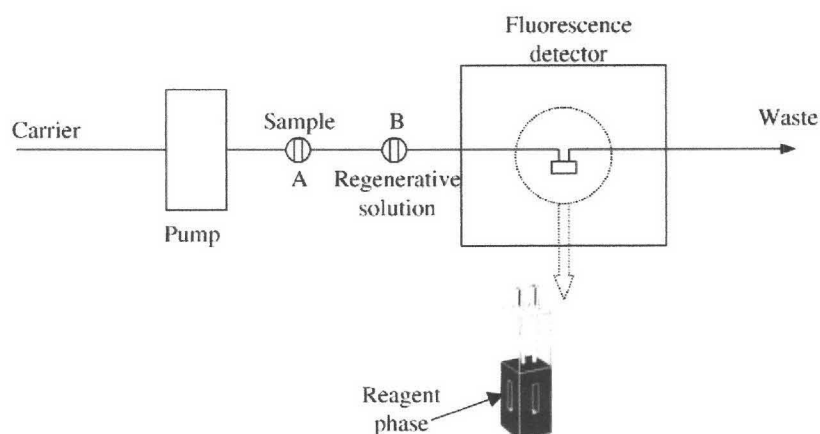 Fluorescence
detector
Carrier
Sample
B
Waste
A
Regenerative
solution
Pump
Reagent
phase